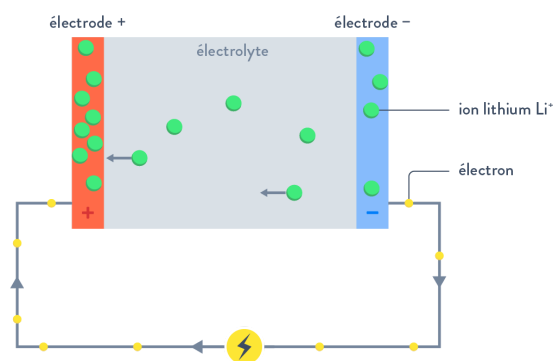 électrode +
électrode −
électrolyte
ion lithium Li⁺
électron
+
−